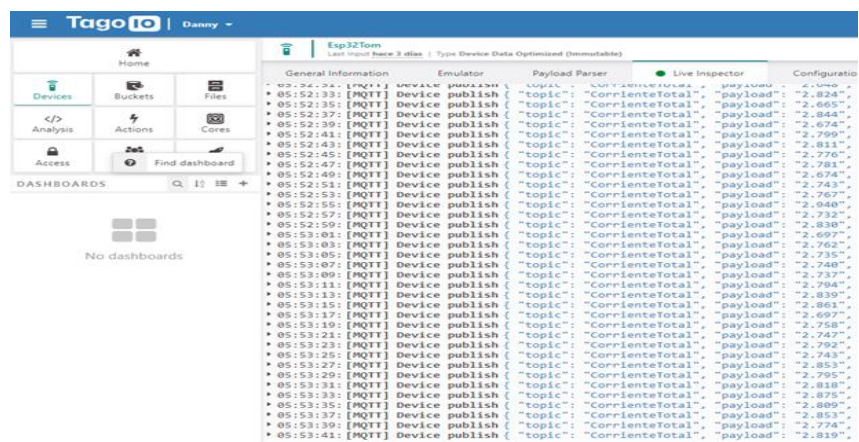 TagoIO | Danny
Home
Devices Buckets Files
Analysis Actions Cores
Access Find dashboard
DASHBOARDS
No dashboards
Esp32Tom
Last input hace 3 días | Type Device Data Optimized (Immutable)
General Information Emulator Payload Parser Live Inspector Configuratio
05:52:33: [MQTT] Device publish { "topic": "CorrienteTotal", "payload": "2.824",
05:52:35: [MQTT] Device publish { "topic": "CorrienteTotal", "payload": "2.665",
05:52:37: [MQTT] Device publish { "topic": "CorrienteTotal", "payload": "2.844",
05:52:39: [MQTT] Device publish { "topic": "CorrienteTotal", "payload": "2.674",
05:52:41: [MQTT] Device publish { "topic": "CorrienteTotal", "payload": "2.799",
05:52:43: [MQTT] Device publish { "topic": "CorrienteTotal", "payload": "2.811",
05:52:45: [MQTT] Device publish { "topic": "CorrienteTotal", "payload": "2.776",
05:52:47: [MQTT] Device publish { "topic": "CorrienteTotal", "payload": "2.781",
05:52:49: [MQTT] Device publish { "topic": "CorrienteTotal", "payload": "2.674",
05:52:51: [MQTT] Device publish { "topic": "CorrienteTotal", "payload": "2.743",
05:52:53: [MQTT] Device publish { "topic": "CorrienteTotal", "payload": "2.767",
05:52:55: [MQTT] Device publish { "topic": "CorrienteTotal", "payload": "2.940",
05:52:57: [MQTT] Device publish { "topic": "CorrienteTotal", "payload": "2.732",
05:52:59: [MQTT] Device publish { "topic": "CorrienteTotal", "payload": "2.830",
05:53:01: [MQTT] Device publish { "topic": "CorrienteTotal", "payload": "2.697",
05:53:03: [MQTT] Device publish { "topic": "CorrienteTotal", "payload": "2.762",
05:53:05: [MQTT] Device publish { "topic": "CorrienteTotal", "payload": "2.735",
05:53:07: [MQTT] Device publish { "topic": "CorrienteTotal", "payload": "2.740",
05:53:09: [MQTT] Device publish { "topic": "CorrienteTotal", "payload": "2.737",
05:53:11: [MQTT] Device publish { "topic": "CorrienteTotal", "payload": "2.794",
05:53:13: [MQTT] Device publish { "topic": "CorrienteTotal", "payload": "2.839",
05:53:15: [MQTT] Device publish { "topic": "CorrienteTotal", "payload": "2.861",
05:53:17: [MQTT] Device publish { "topic": "CorrienteTotal", "payload": "2.697",
05:53:19: [MQTT] Device publish { "topic": "CorrienteTotal", "payload": "2.758",
05:53:21: [MQTT] Device publish { "topic": "CorrienteTotal", "payload": "2.747",
05:53:23: [MQTT] Device publish { "topic": "CorrienteTotal", "payload": "2.792",
05:53:25: [MQTT] Device publish { "topic": "CorrienteTotal", "payload": "2.743",
05:53:27: [MQTT] Device publish { "topic": "CorrienteTotal", "payload": "2.853",
05:53:29: [MQTT] Device publish { "topic": "CorrienteTotal", "payload": "2.795",
05:53:31: [MQTT] Device publish { "topic": "CorrienteTotal", "payload": "2.818",
05:53:33: [MQTT] Device publish { "topic": "CorrienteTotal", "payload": "2.875",
05:53:35: [MQTT] Device publish { "topic": "CorrienteTotal", "payload": "2.809",
05:53:37: [MQTT] Device publish { "topic": "CorrienteTotal", "payload": "2.853",
05:53:39: [MQTT] Device publish { "topic": "CorrienteTotal", "payload": "2.774",
05:53:41: [MQTT] Device publish { "topic": "CorrienteTotal", "payload": "2.819",